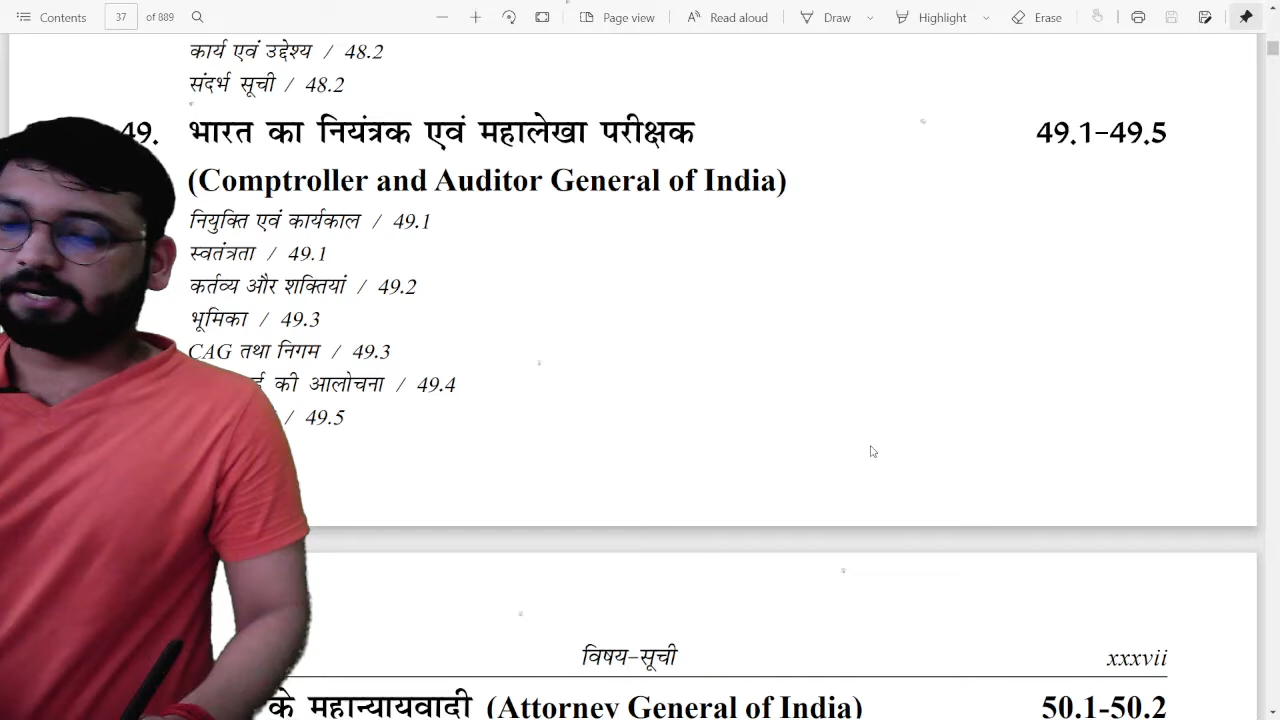 Contents 37 of 889 Page view Read aloud Draw Highlight Erase
कार्य एवं उद्देश्य / 48.2
संदर्भ सूची / 48.2
49. भारत का नियंत्रक एवं महालेखा परीक्षक 49.1-49.5
(Comptroller and Auditor General of India)
नियुक्ति एवं कार्यकाल / 49.1
स्वतंत्रता / 49.1
कर्तव्य और शक्तियां / 49.2
भूमिका / 49.3
CAG तथा निगम / 49.3
की आलोचना / 49.4
/ 49.5
विषय-सूची xxxvii
के महान्यायवादी (Attorney General of India) 50.1-50.2